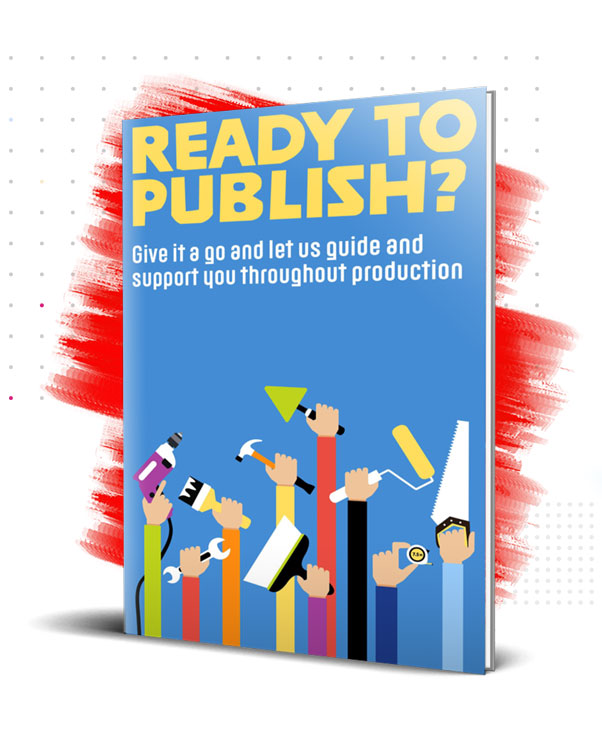 READY TO
PUBLISH?
Give it a go and let us guide and
support you throughout production